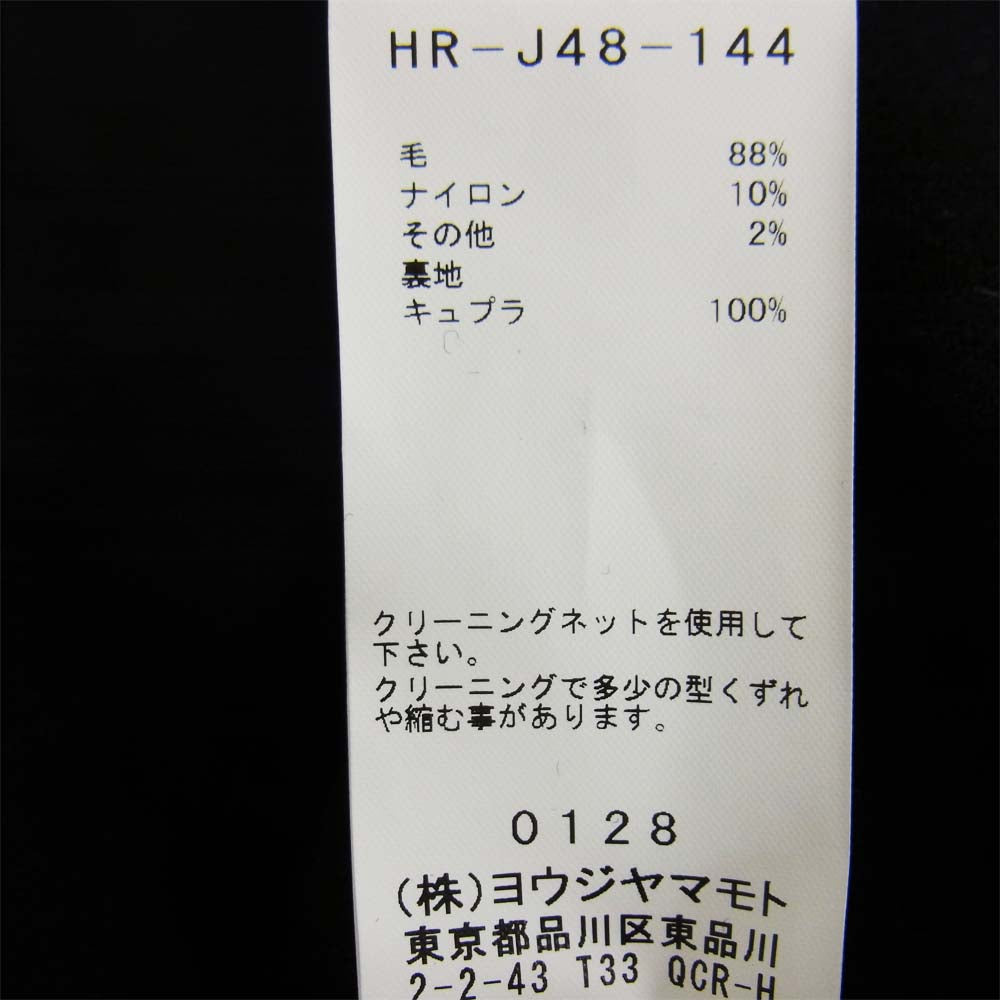 HR-J48-144
毛 88%
ナイロン 10%
その他 2%
裏地
キュプラ 100%
クリーニングネットを使用して
下さい。
クリーニングで多少の型くずれ
や縮む事があります。
0128
(株)ヨウジヤマモト
東京都品川区東品川
2-2-43 T33 QCR-H